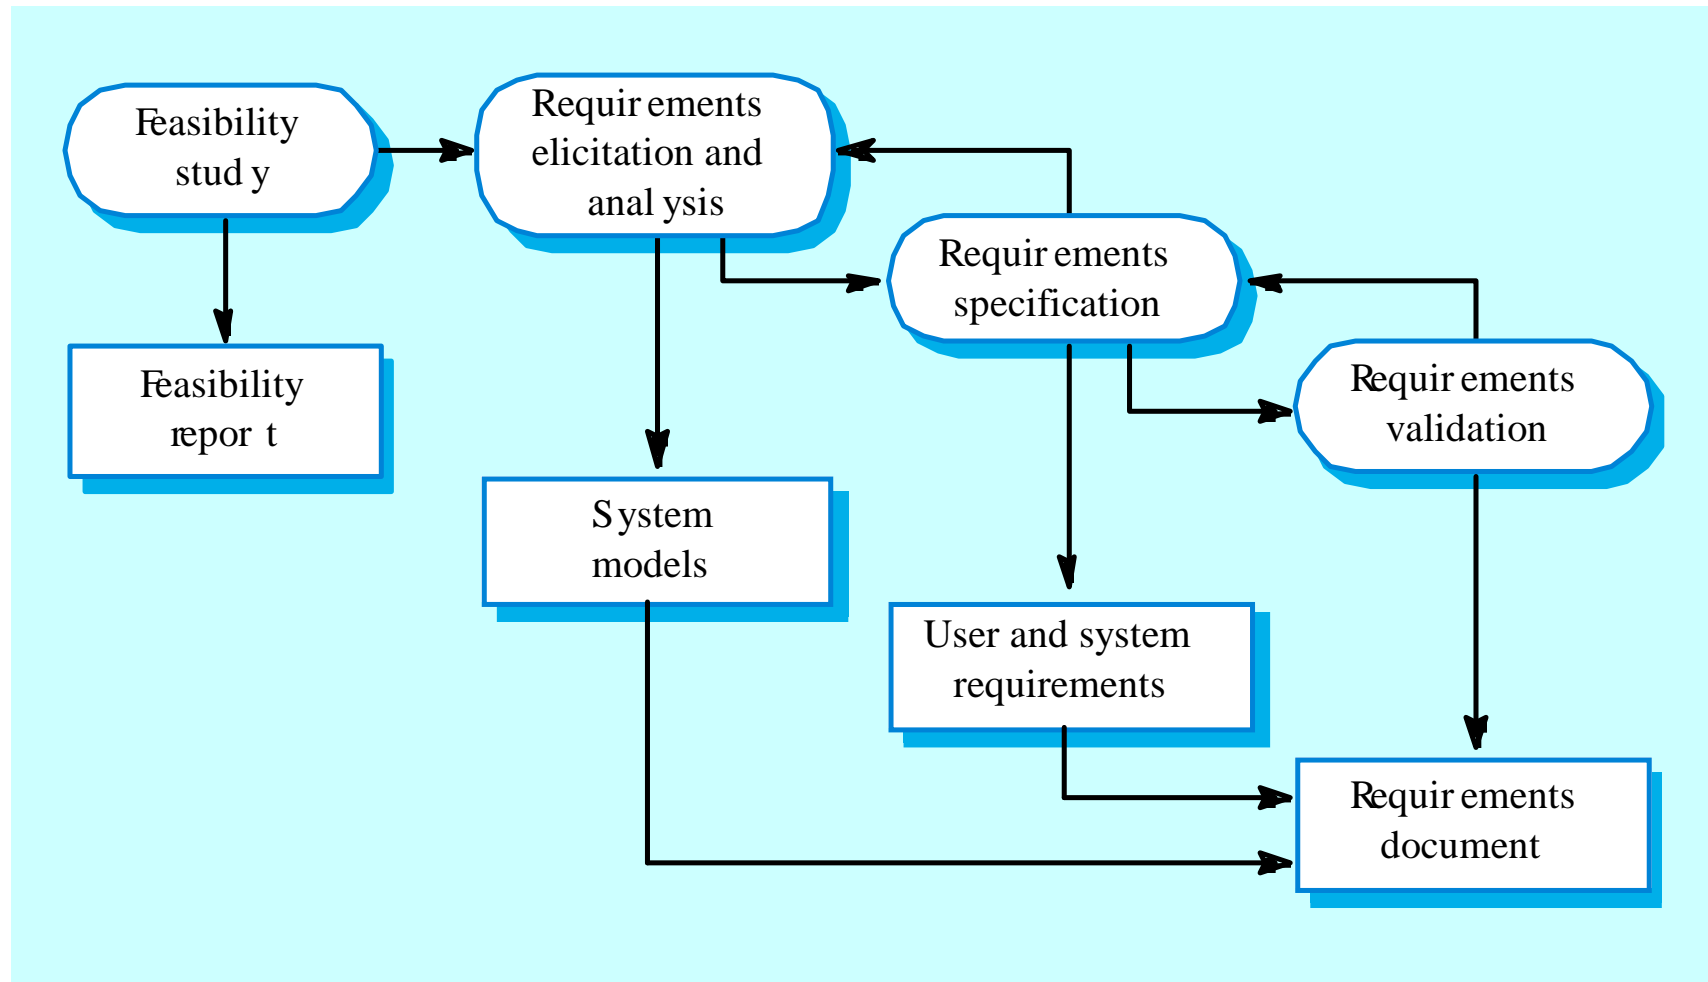 Feasibility
study
Requirements
elicitation and
analysis
Requirements
specification
Requirements
validation
Feasibility
report
System
models
User and system
requirements
Requirements
document